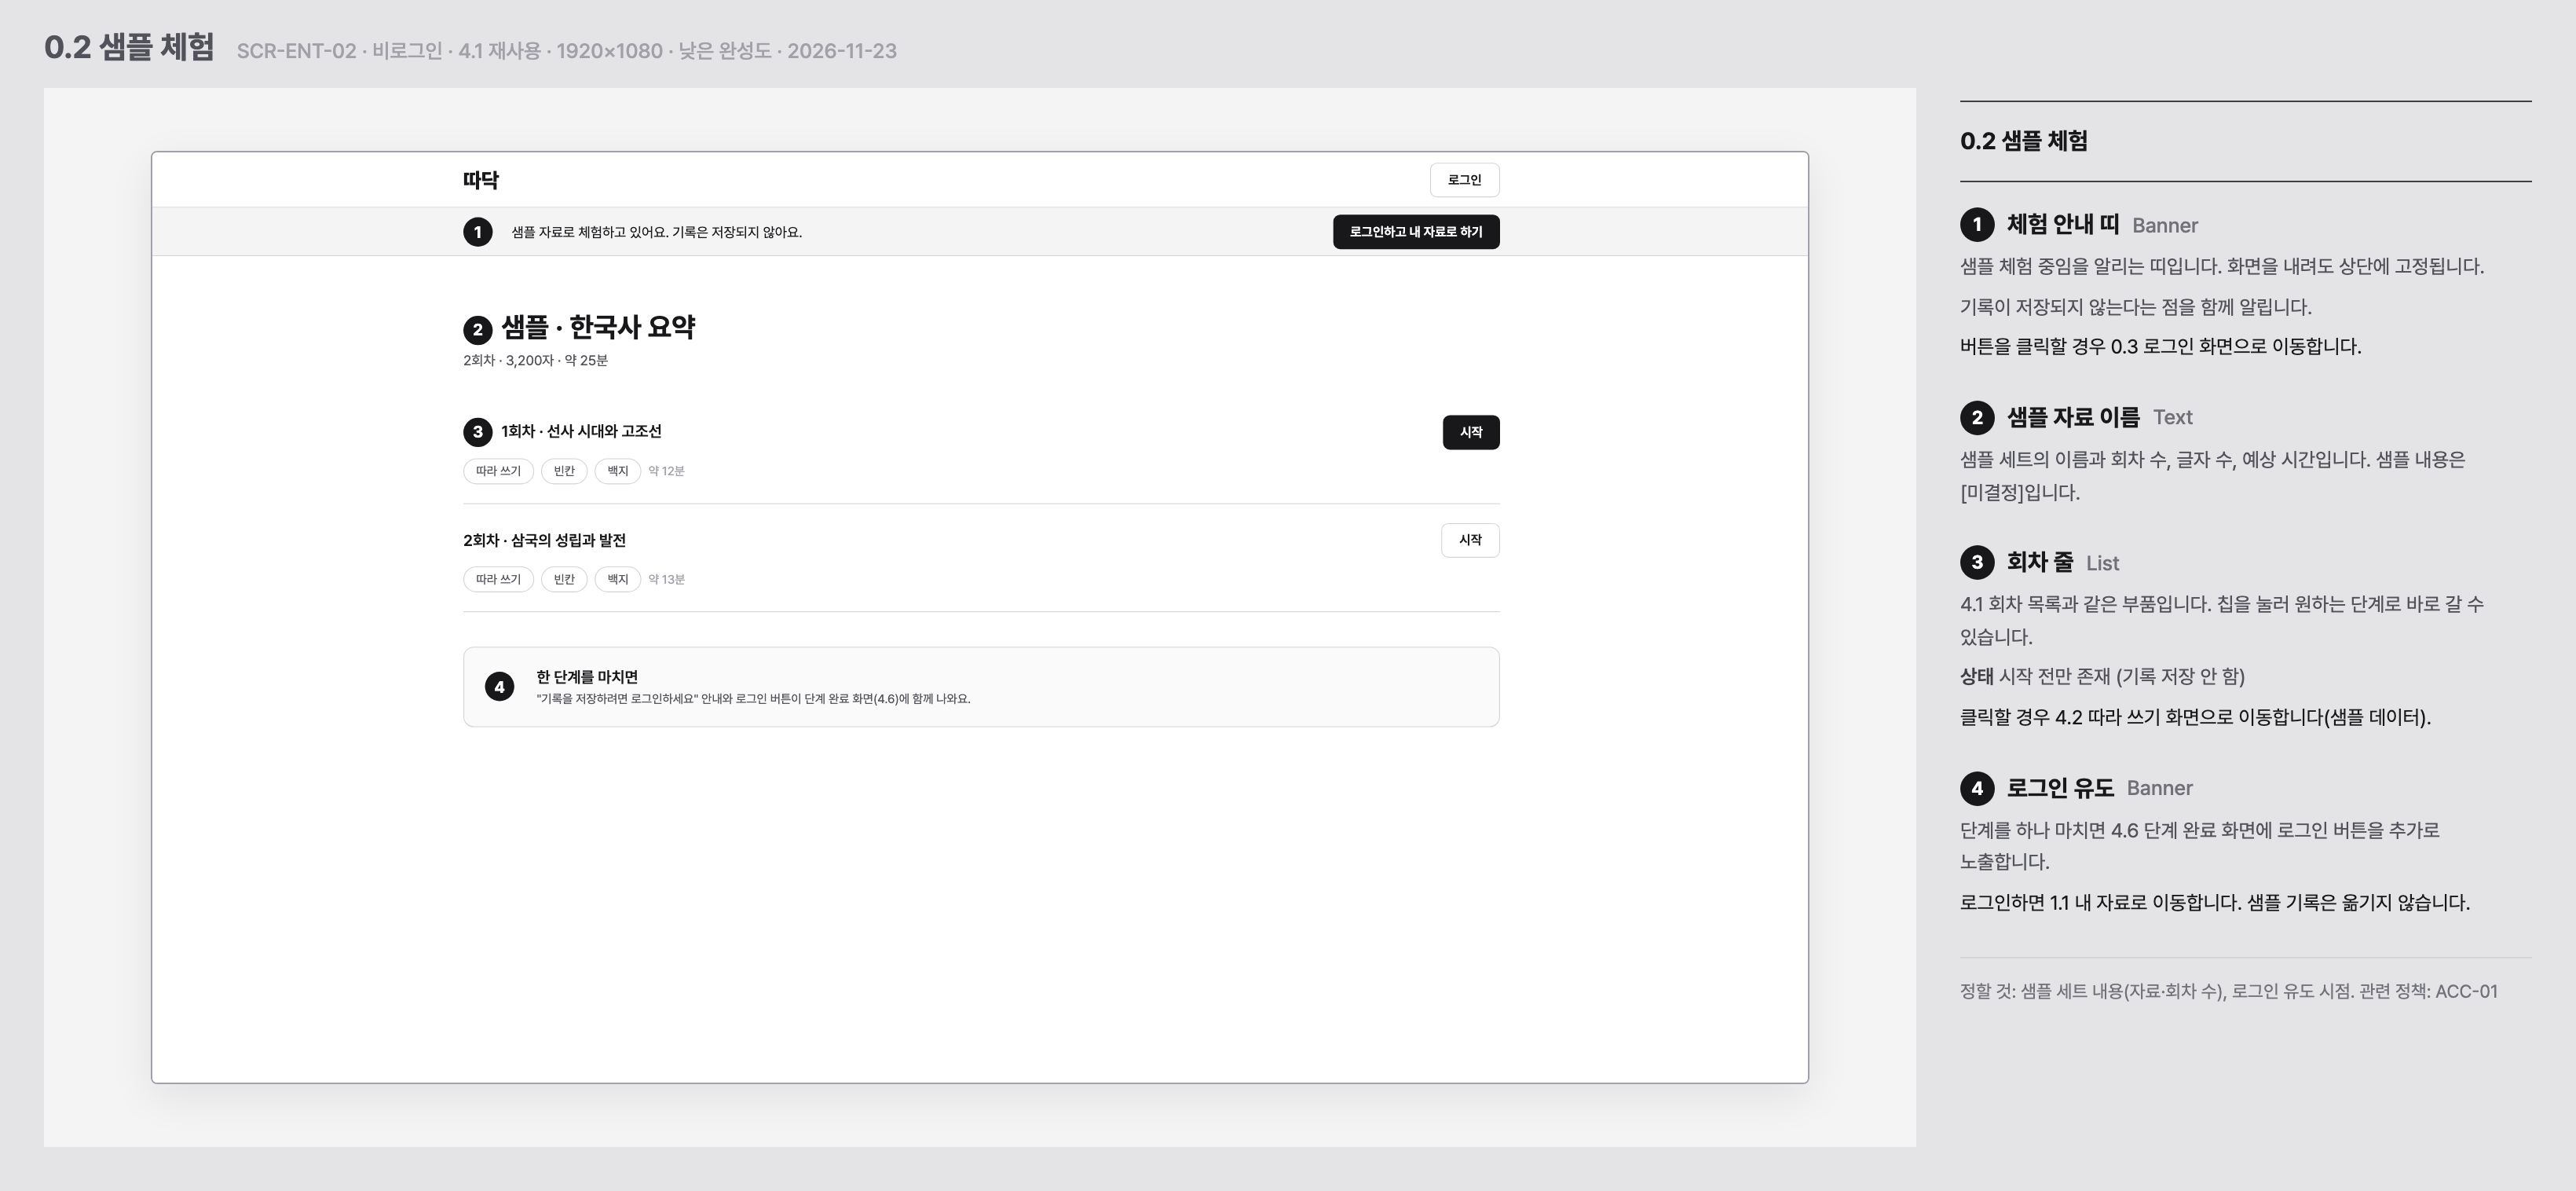 0.2 샘플 체험 SCR-ENT-02 · 비로그인 · 4.1 재사용 · 1920×1080 · 낮은 완성도 · 2026-11-23
따닥
로그인
1 샘플 자료로 체험하고 있어요. 기록은 저장되지 않아요.
로그인하고 내 자료로 하기
2 샘플 · 한국사 요약
2회차 · 3,200자 · 약 25분
3 1회차 · 선사 시대와 고조선
시작
따라 쓰기 빈칸 백지 약 12분
2회차 · 삼국의 성립과 발전
시작
따라 쓰기 빈칸 백지 약 13분
4 한 단계를 마치면
"기록을 저장하려면 로그인하세요" 안내와 로그인 버튼이 단계 완료 화면(4.6)에 함께 나와요.
0.2 샘플 체험
1 체험 안내 띠 Banner
샘플 체험 중임을 알리는 띠입니다. 화면을 내려도 상단에 고정됩니다.
기록이 저장되지 않는다는 점을 함께 알립니다.
버튼을 클릭할 경우 0.3 로그인 화면으로 이동합니다.
2 샘플 자료 이름 Text
샘플 세트의 이름과 회차 수, 글자 수, 예상 시간입니다. 샘플 내용은
[미결정]입니다.
3 회차 줄 List
4.1 회차 목록과 같은 부품입니다. 칩을 눌러 원하는 단계로 바로 갈 수
있습니다.
상태 시작 전만 존재 (기록 저장 안 함)
클릭할 경우 4.2 따라 쓰기 화면으로 이동합니다(샘플 데이터).
4 로그인 유도 Banner
단계를 하나 마치면 4.6 단계 완료 화면에 로그인 버튼을 추가로
노출합니다.
로그인하면 1.1 내 자료로 이동합니다. 샘플 기록은 옮기지 않습니다.
정할 것: 샘플 세트 내용(자료·회차 수), 로그인 유도 시점. 관련 정책: ACC-01